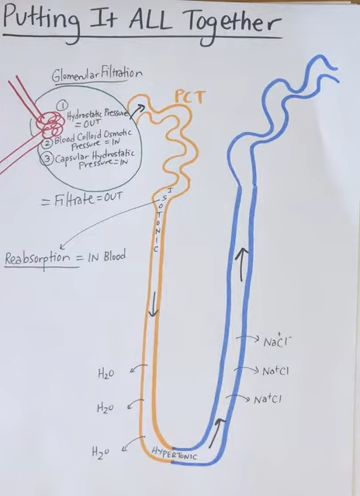 Putting It ALL Together
Glomerular Filtration
① Hydrostatic Pressure
= OUT
② Blood Colloid Osmotic
Pressure = IN
③ Capsular Hydrostatic
Pressure = IN
= Filtrate = OUT
PCT
ISOTONIC
Reabsorption = IN Blood
H₂O
H₂O
H₂O
HYPERTONIC
Na⁺Cl⁻
Na⁺Cl
Na⁺Cl